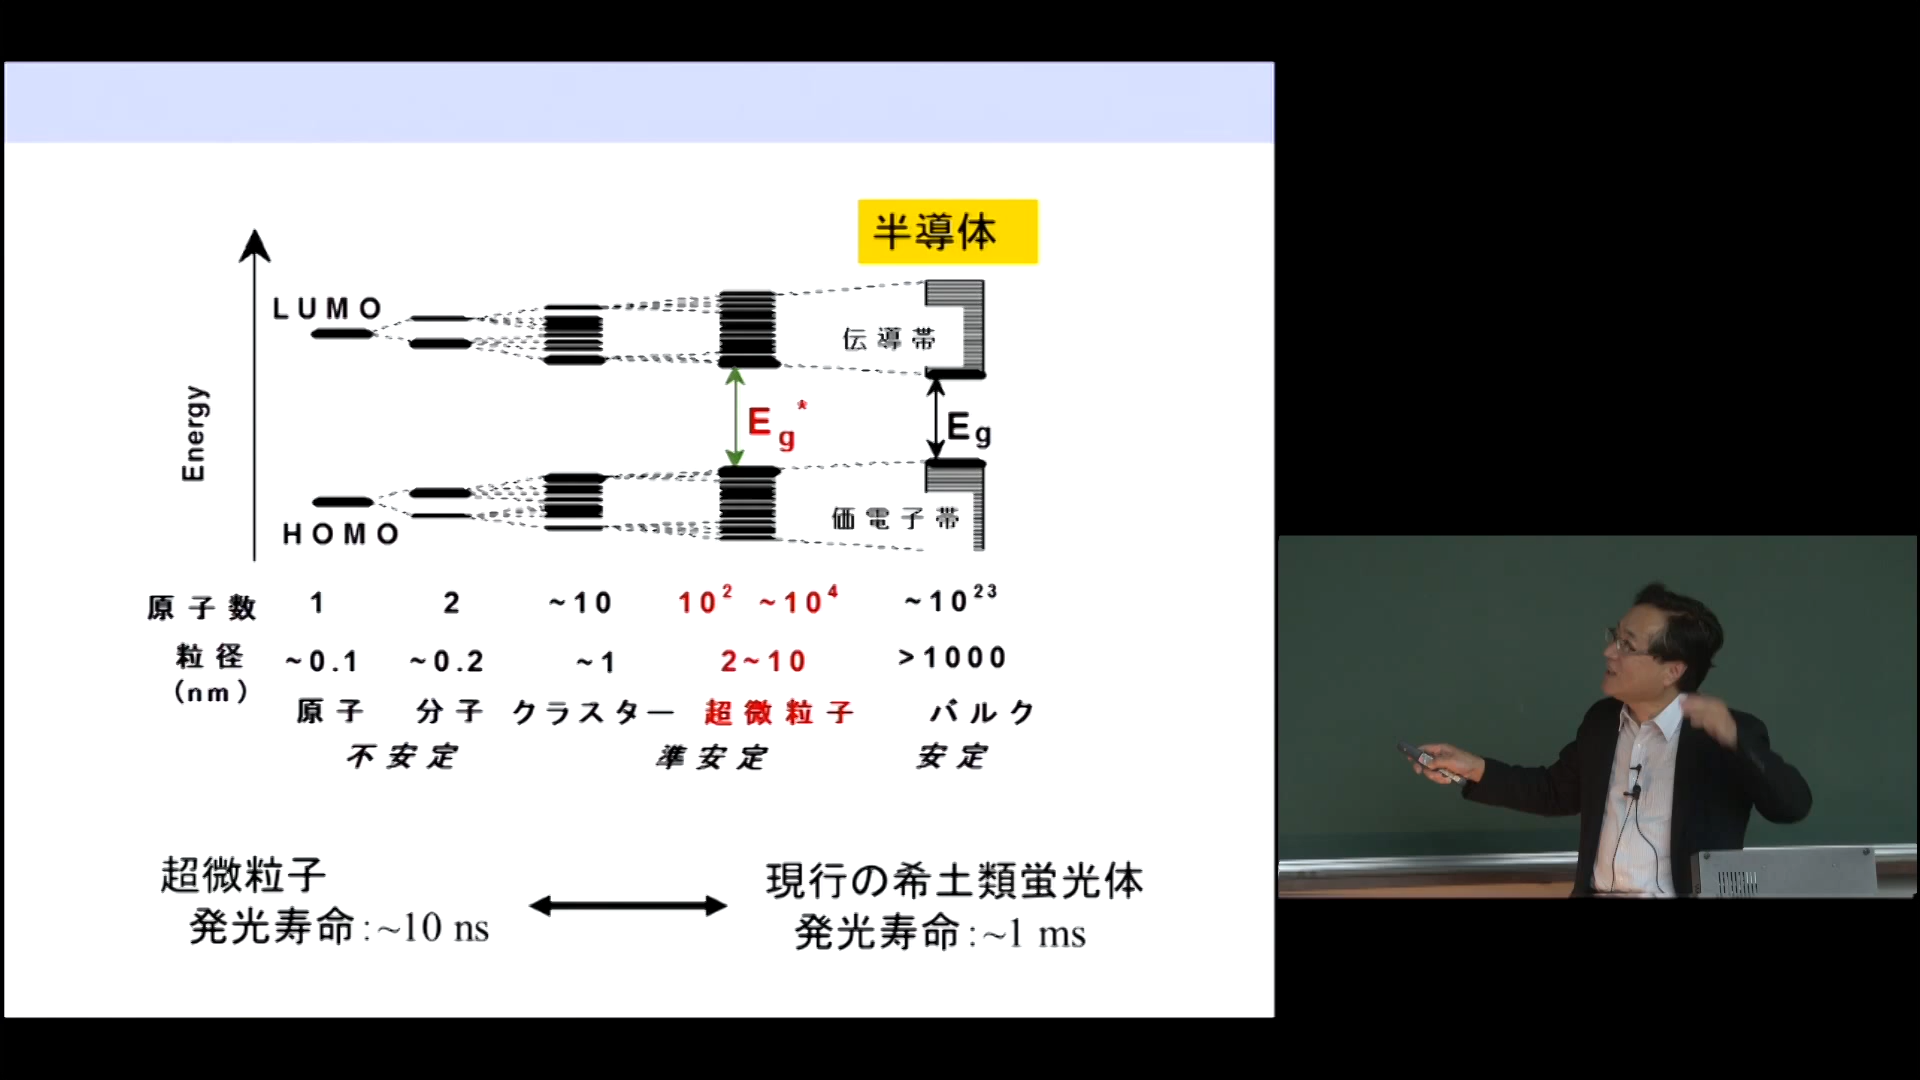 半導体
LUMO
伝導帯
Energy
Eg*
Eg
価電子帯
HOMO
原子数 1 2 ~10 10² ~10⁴ ~10²³
粒径 ~0.1 ~0.2 ~1 2~10 >1000
(nm)
原子 分子 クラスター 超微粒子 バルク
不安定 準安定 安定
超微粒子 現行の希土類蛍光体
発光寿命:~10 ns 発光寿命:~1 ms